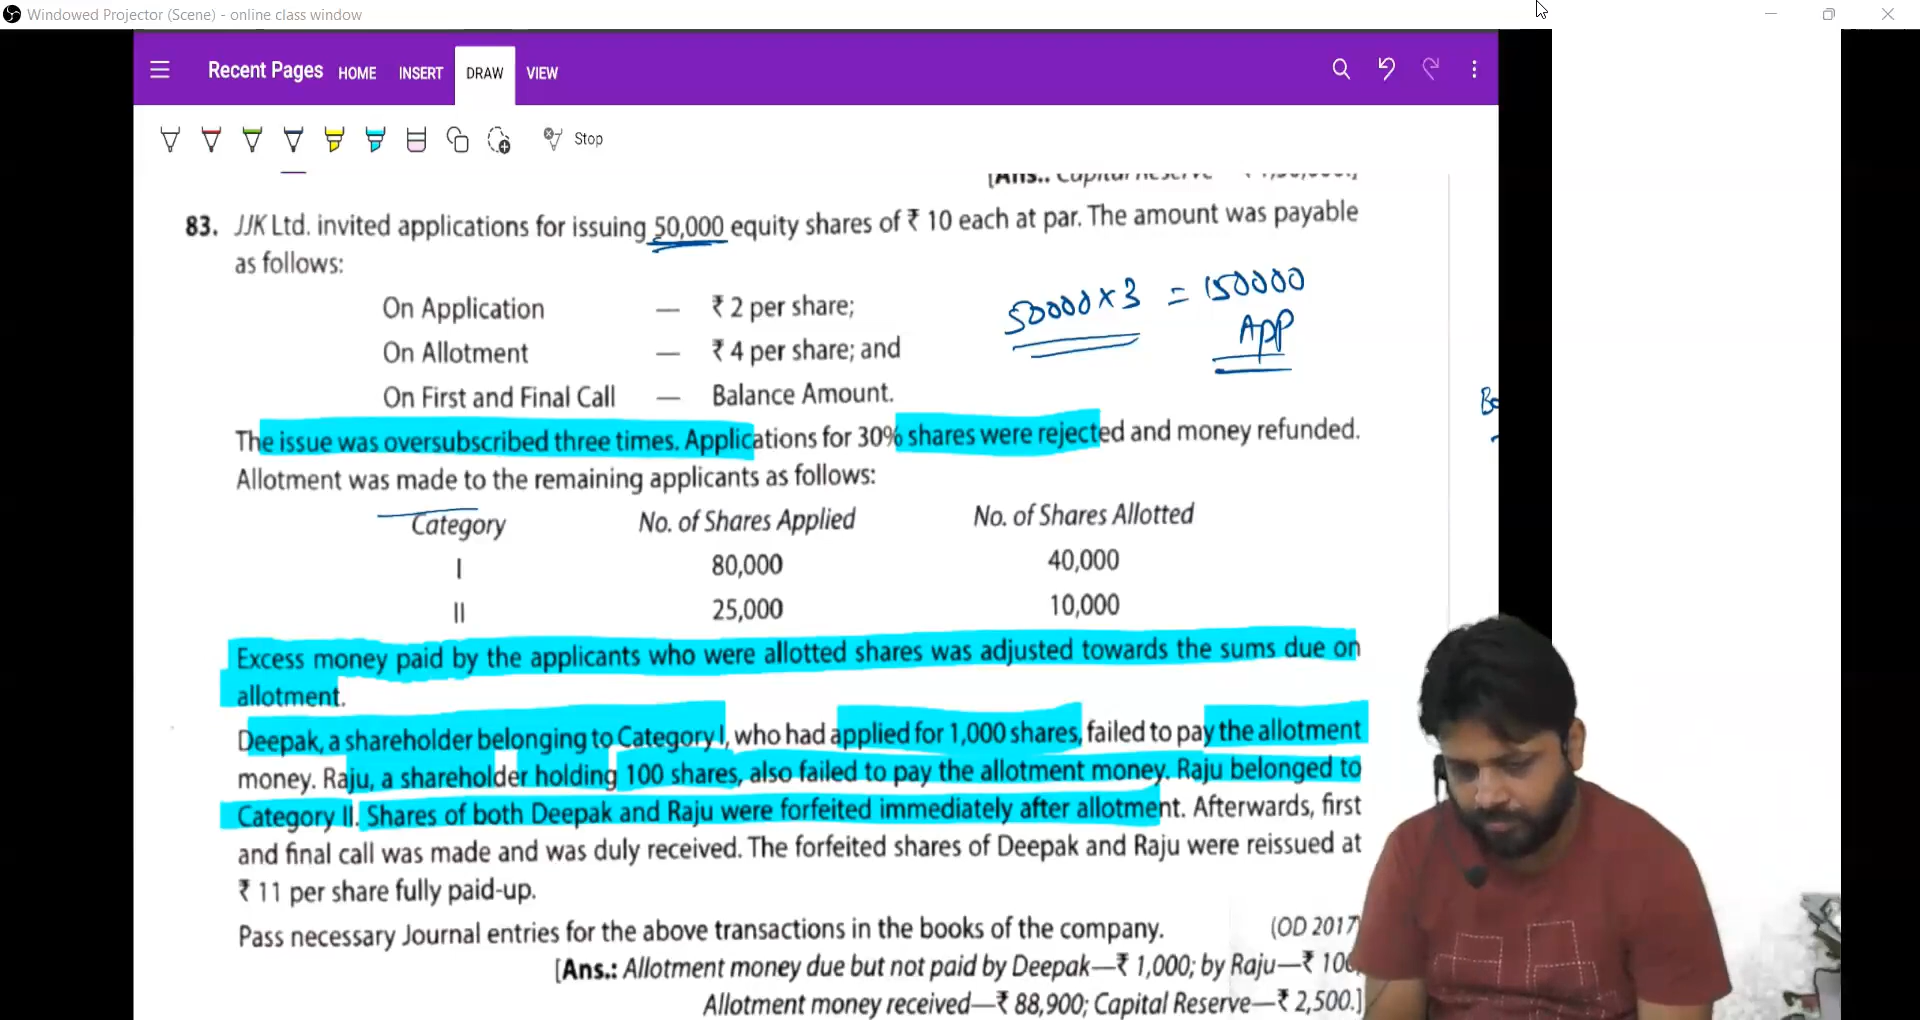 Windowed Projector (Scene) - online class window
Recent Pages HOME INSERT DRAW VIEW
Stop
[Ans.: Capital Reserve
83. JJK Ltd. invited applications for issuing 50,000 equity shares of ₹ 10 each at par. The amount was payable
as follows:
On Application — ₹ 2 per share;
50000 × 3 = 150000
APP
On Allotment — ₹ 4 per share; and
On First and Final Call — Balance Amount.
The issue was oversubscribed three times. Applications for 30% shares were rejected and money refunded.
Allotment was made to the remaining applicants as follows:
Category No. of Shares Applied No. of Shares Allotted
I 80,000 40,000
II 25,000 10,000
Excess money paid by the applicants who were allotted shares was adjusted towards the sums due on
allotment.
Deepak, a shareholder belonging to Category I, who had applied for 1,000 shares, failed to pay the allotment
money. Raju, a shareholder holding 100 shares, also failed to pay the allotment money. Raju belonged to
Category II. Shares of both Deepak and Raju were forfeited immediately after allotment. Afterwards, first
and final call was made and was duly received. The forfeited shares of Deepak and Raju were reissued at
₹ 11 per share fully paid-up.
Pass necessary Journal entries for the above transactions in the books of the company. (OD 2017
[Ans.: Allotment money due but not paid by Deepak—₹ 1,000; by Raju—₹ 100
Allotment money received—₹ 88,900; Capital Reserve—₹ 2,500.]